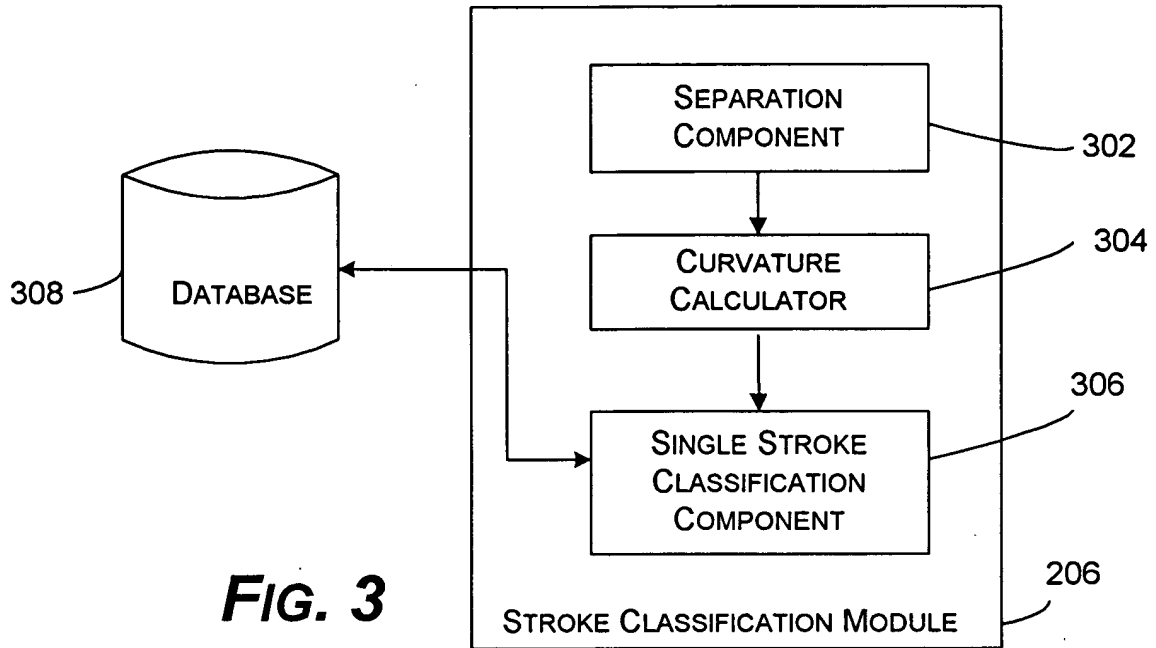 SEPARATION
COMPONENT
302
CURVATURE
CALCULATOR
304
308
DATABASE
SINGLE STROKE
CLASSIFICATION
COMPONENT
306
FIG. 3
STROKE CLASSIFICATION MODULE
206